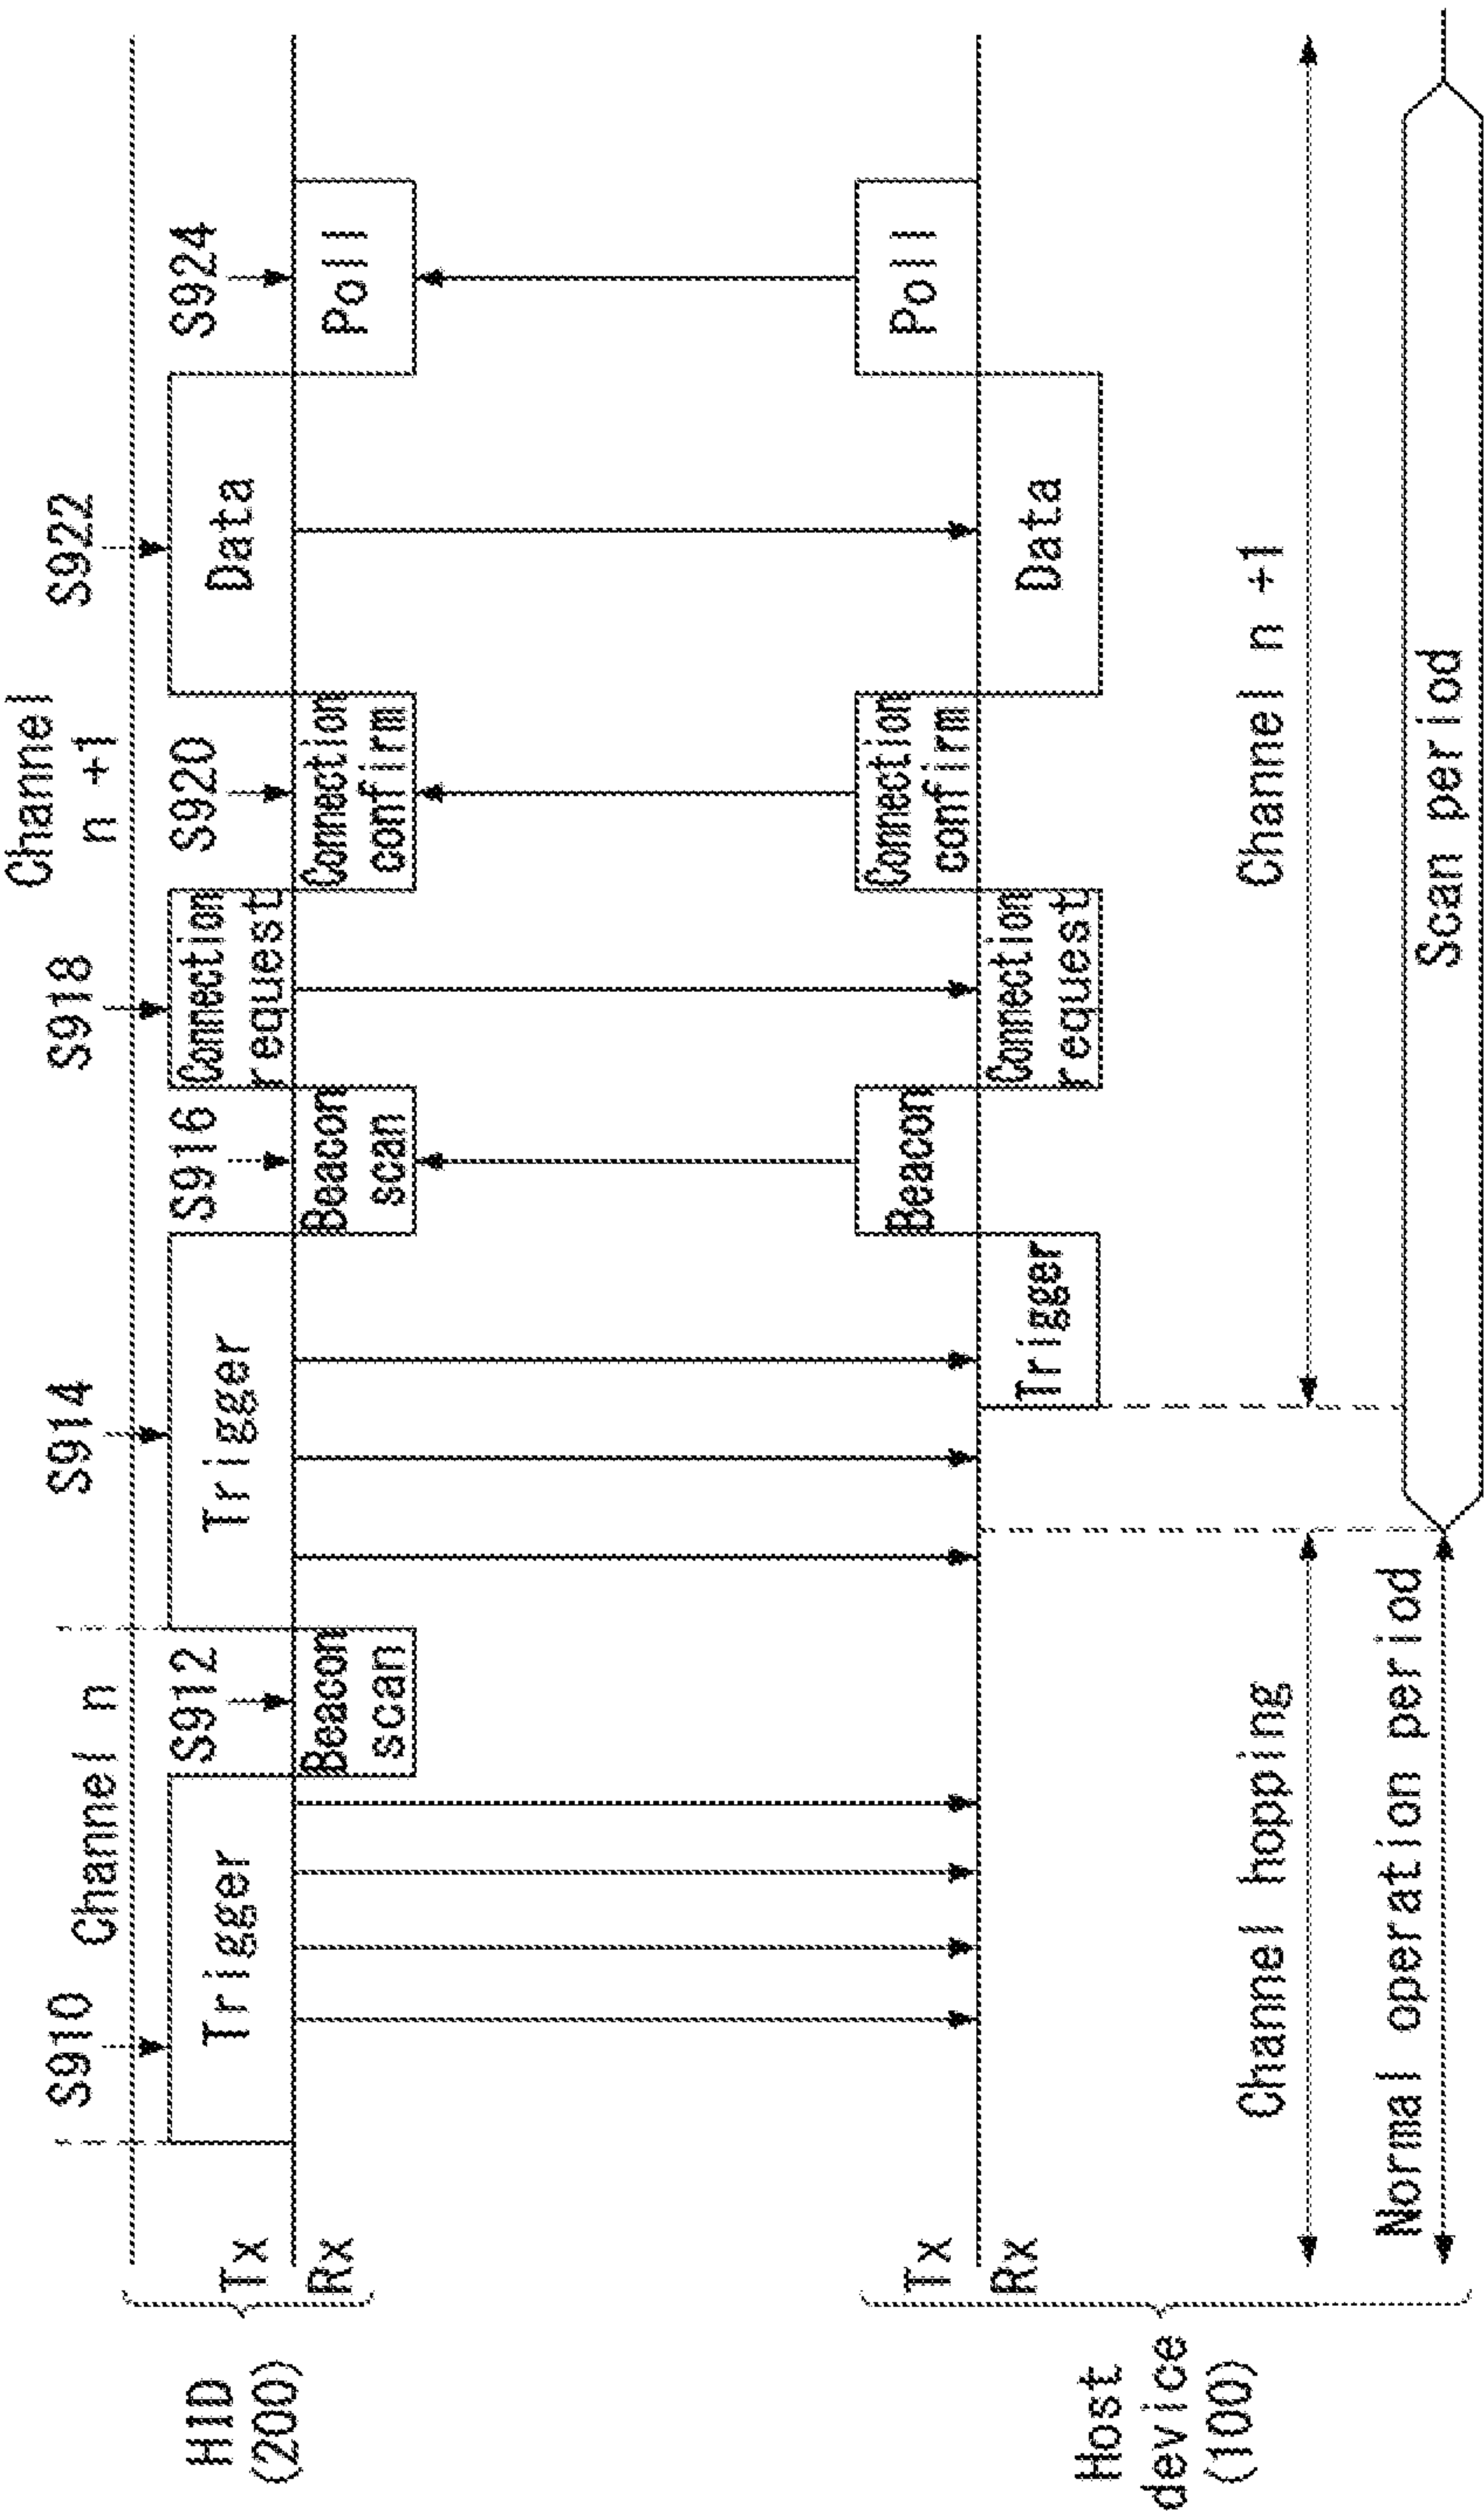 Channel n
Channel
n +1
S910
S912
S914
S916
S918
S920
S922
S924
HID
(200)
Tx
Rx
Trigger
Beacon
scan
Trigger
Beacon
scan
Connection
request
Connection
confirm
Data
Poll
Host
device
(100)
Tx
Rx
Trigger
Beacon
Connection
request
Connection
confirm
Data
Poll
Channel hopping
Channel n +1
Normal operation period
Scan period